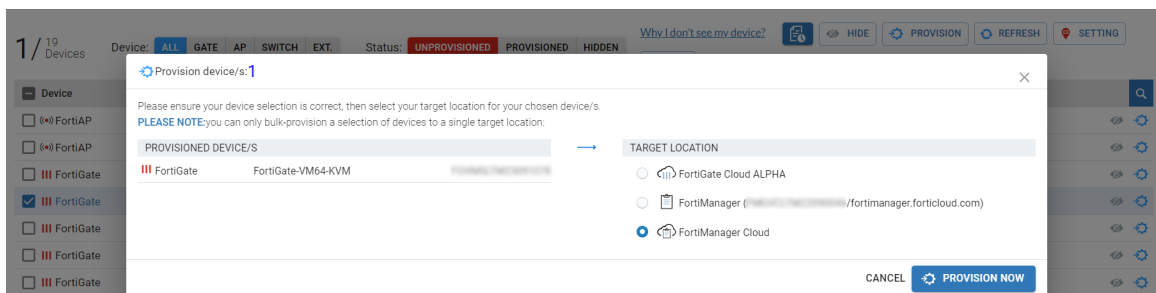 1/ 19 Devices
Device: ALL GATE AP SWITCH EXT. Status: UNPROVISIONED PROVISIONED HIDDEN
Why I don't see my device? HIDE PROVISION REFRESH SETTING
Provision device/s:1
Device
Please ensure your device selection is correct, then select your target location for your chosen device/s.
PLEASE NOTE:you can only bulk-provision a selection of devices to a single target location:
FortiAP
FortiAP
PROVISIONED DEVICE/S → TARGET LOCATION
FortiGate
FortiGate FortiGate-VM64-KVM
FortiGate Cloud ALPHA
FortiGate
FortiManager ( /fortimanager.forticloud.com)
FortiGate
FortiManager Cloud
FortiGate
FortiGate
CANCEL PROVISION NOW